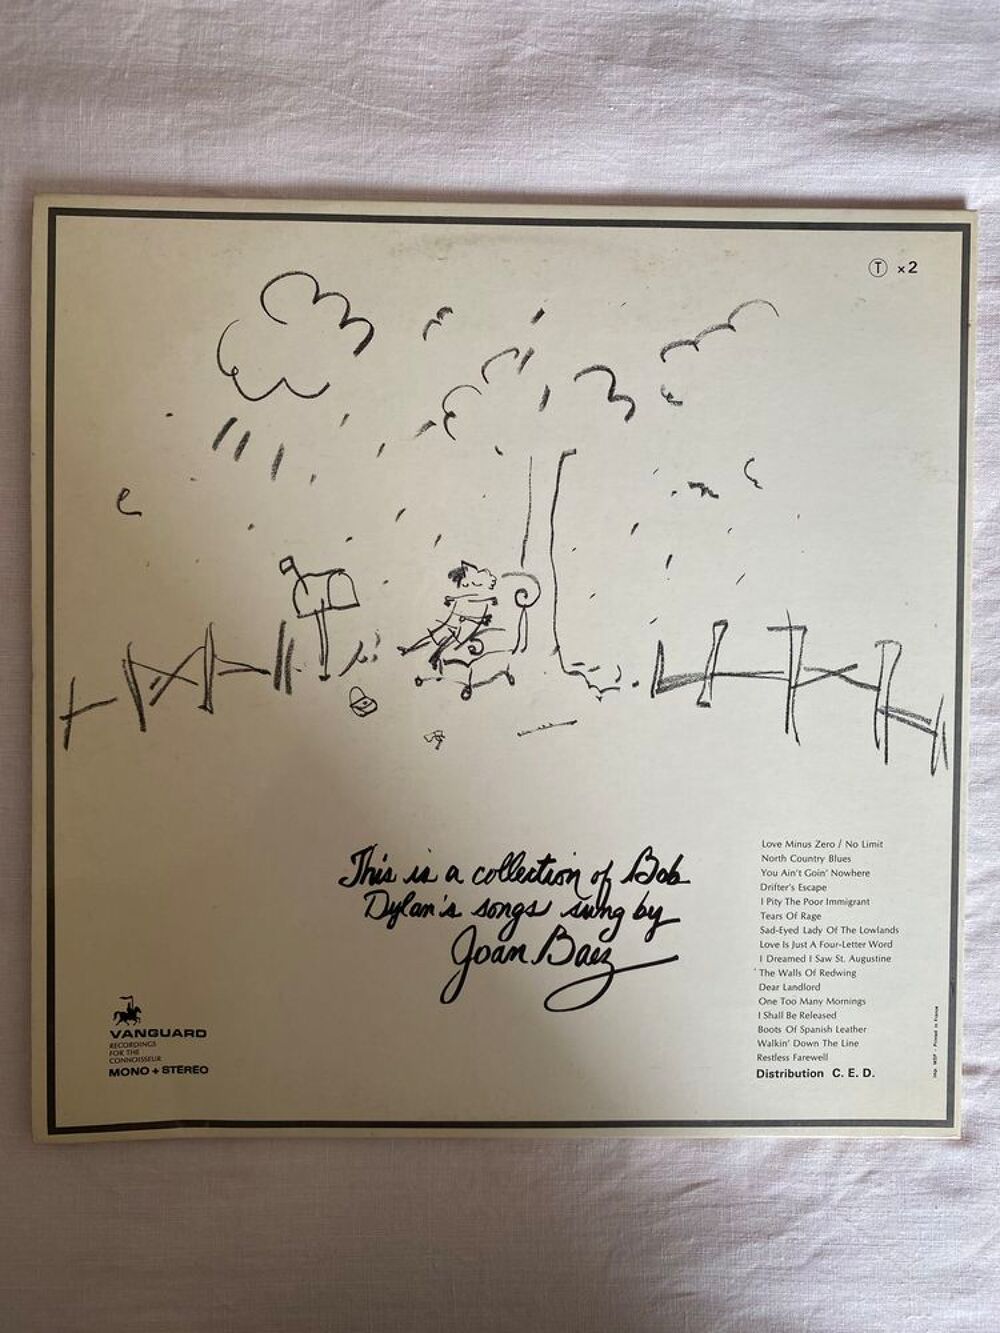 T x2
This is a collection of Bob
Dylan's songs sung by
Joan Baez
Love Minus Zero / No Limit
North Country Blues
You Ain't Goin' Nowhere
Drifter's Escape
I Pity The Poor Immigrant
Tears Of Rage
Sad-Eyed Lady Of The Lowlands
Love Is Just A Four-Letter Word
I Dreamed I Saw St. Augustine
The Walls Of Redwing
Dear Landlord
One Too Many Mornings
I Shall Be Released
Boots Of Spanish Leather
Walkin' Down The Line
Restless Farewell
Distribution C. E. D.
VANGUARD
RECORDINGS
FOR THE
CONNOISSEUR
MONO + STEREO
Printed in France